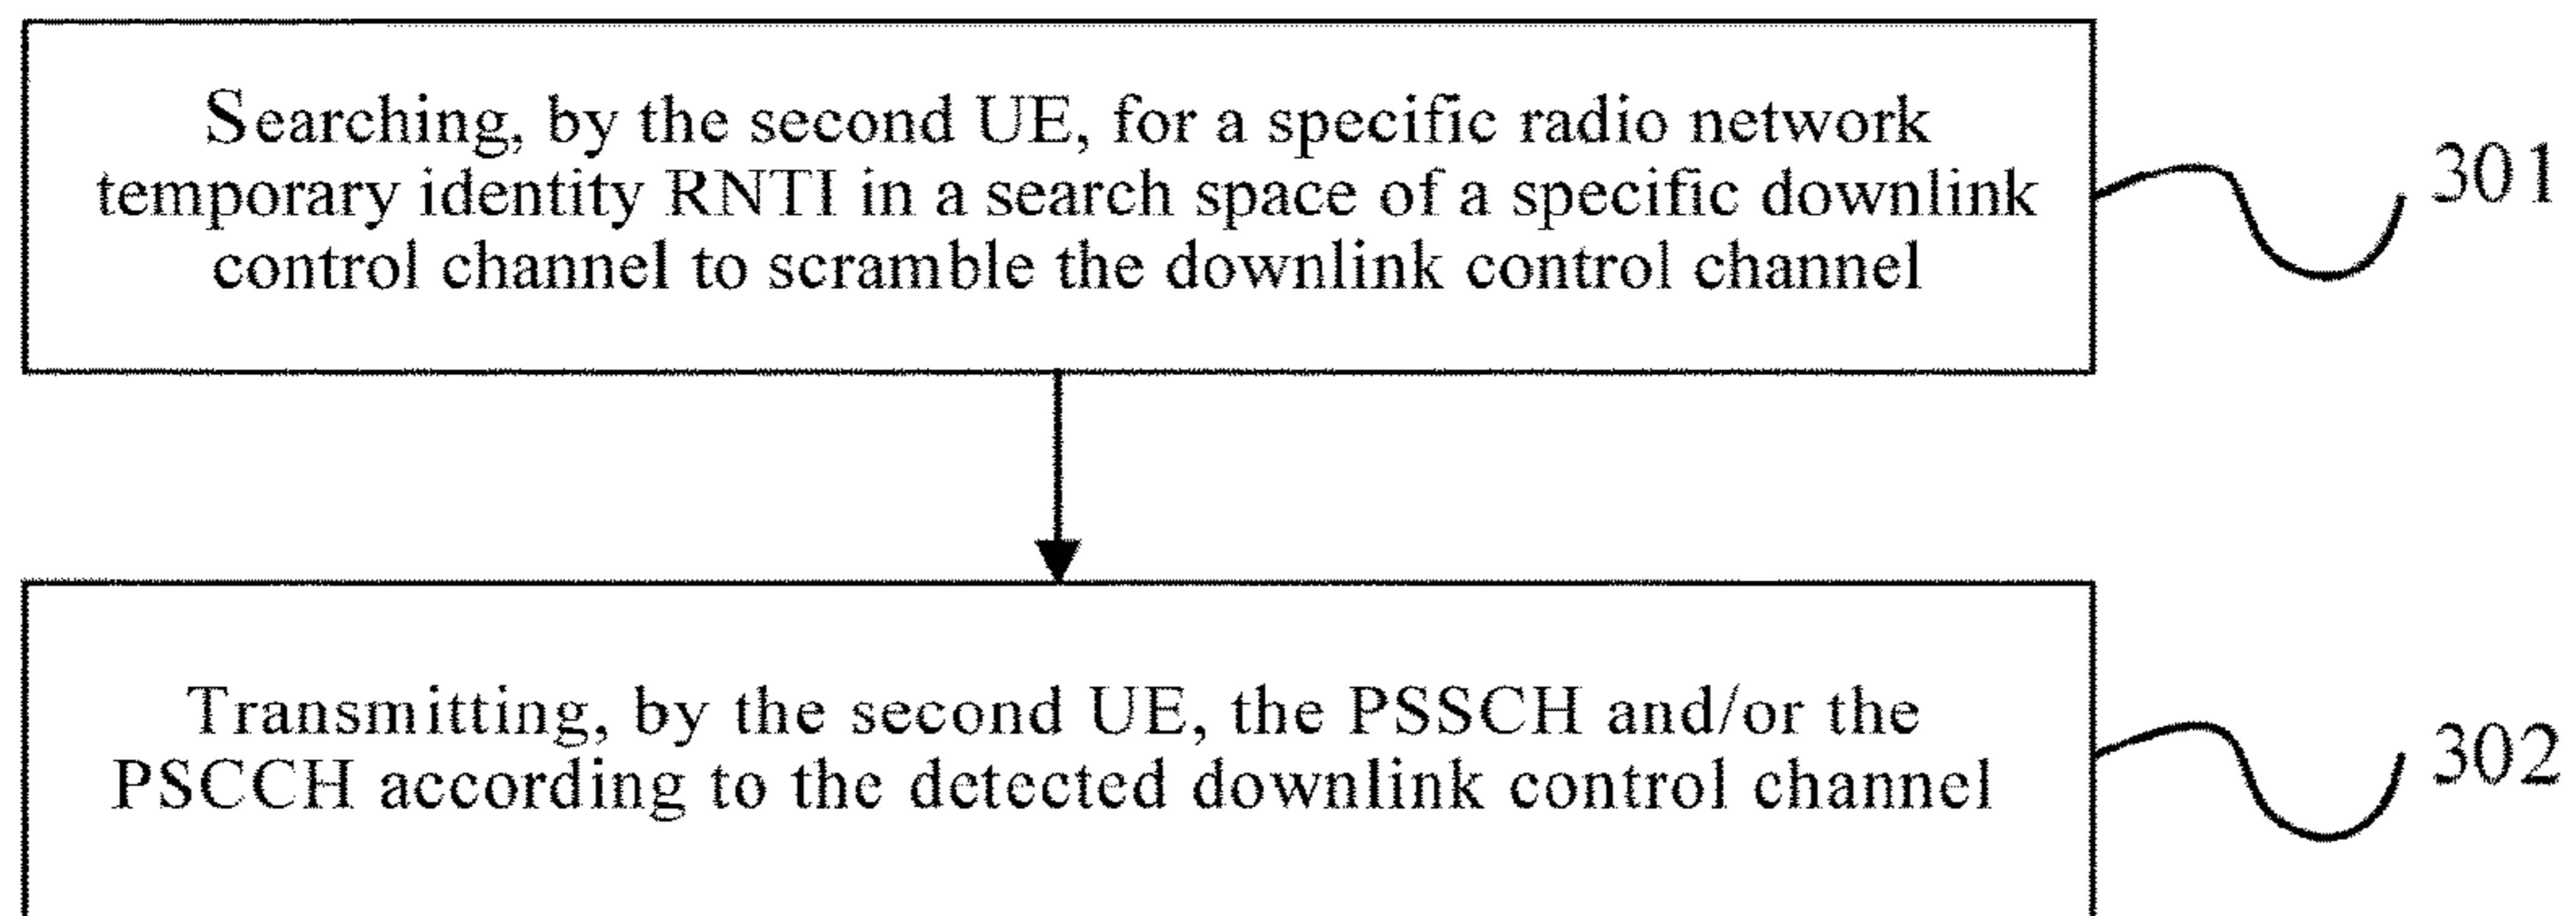 Searching, by the second UE, for a specific radio network
temporary identity RNTI in a search space of a specific downlink
control channel to scramble the downlink control channel
301
Transmitting, by the second UE, the PSSCH and/or the
PSCCH according to the detected downlink control channel
302